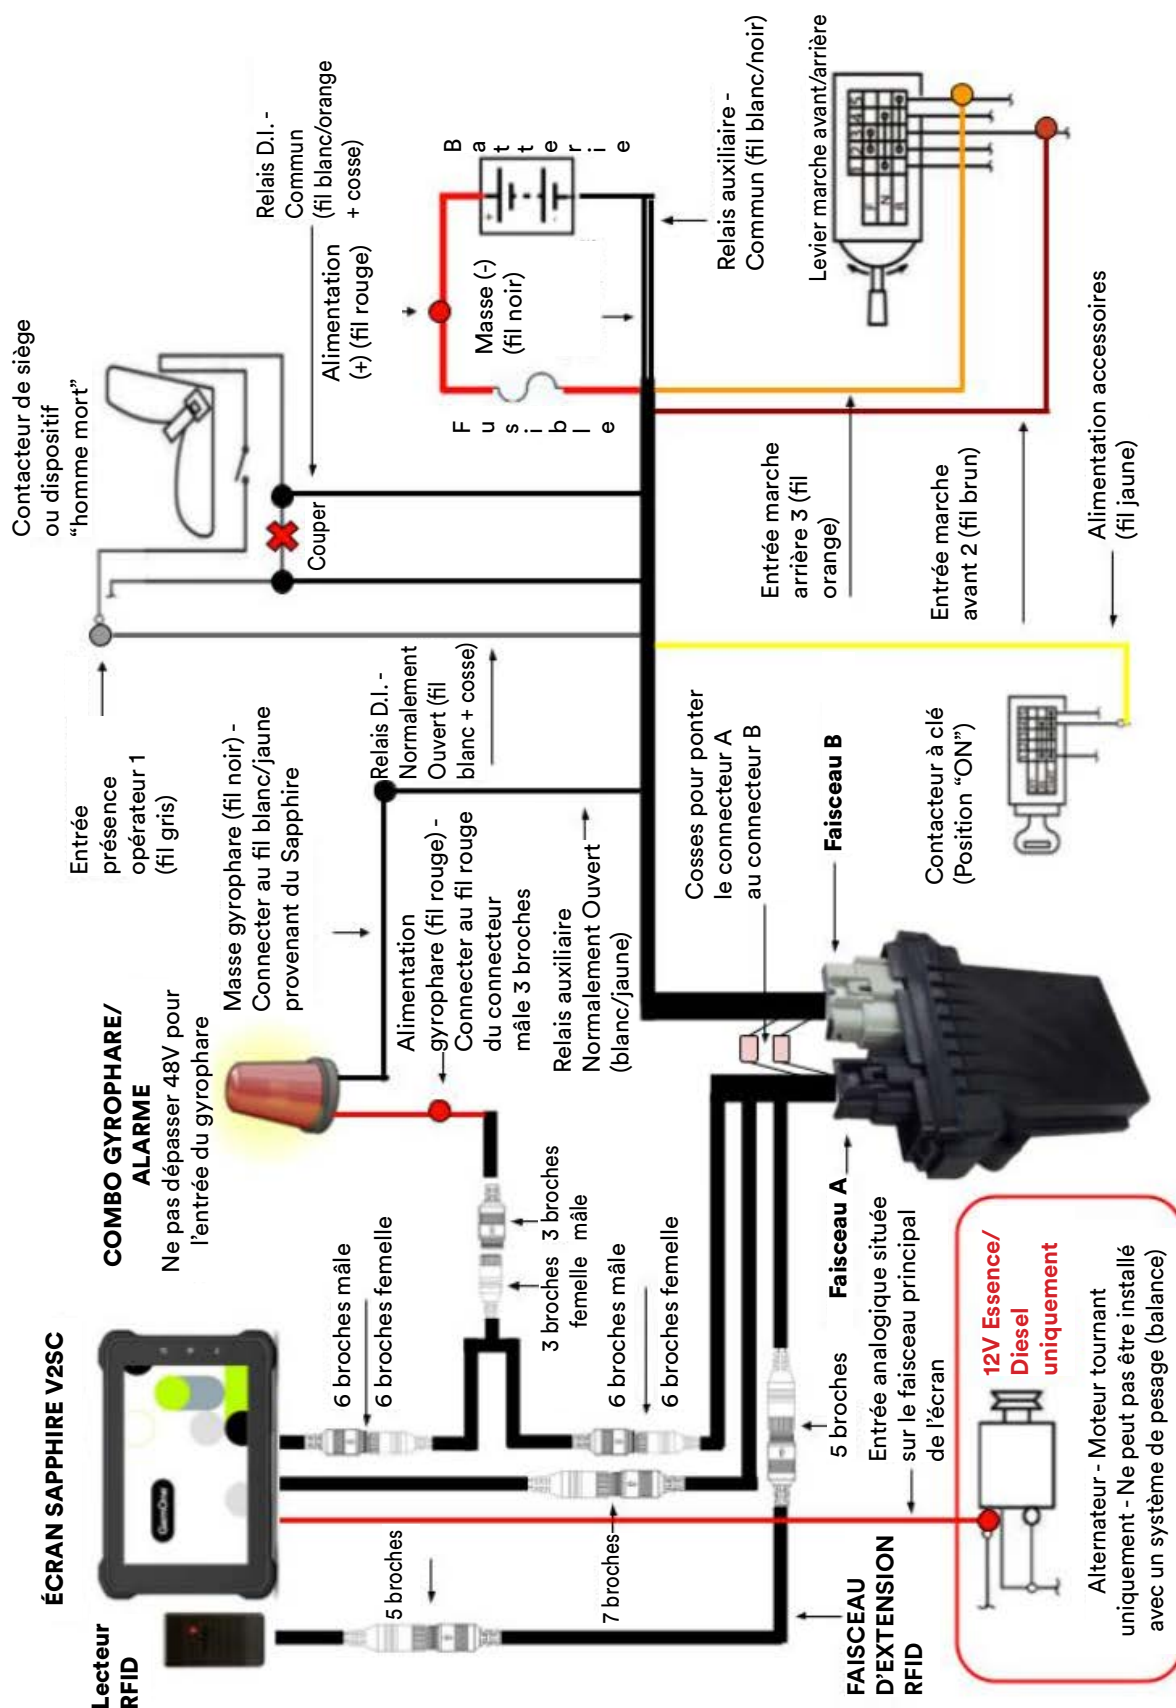 Lecteur
RFID
ÉCRAN SAPPHIRE V2SC
GemOne
COMBO GYROPHARE/
ALARME
Ne pas dépasser 48V pour
l'entrée du gyrophare
Masse gyrophare (fil noir) -
Connecter au fil blanc/jaune
provenant du Sapphire
Entrée
présence
opérateur 1
(fil gris)
Contacteur de siège
ou dispositif
"homme mort"
Couper
Relais D.I. -
Commun
(fil blanc/orange
+ cosse)
Alimentation
(+) (fil rouge)
Batterie
+
-
Masse (-)
(fil noir)
Fusible
Relais D.I. -
Normalement
Ouvert (fil
blanc + cosse)
Alimentation
gyrophare (fil rouge) -
Connecter au fil rouge
du connecteur
mâle 3 broches
Relais auxiliaire
Normalement Ouvert
(blanc/jaune)
Relais auxiliaire -
Commun (fil blanc/noir)
Levier marche avant/arrière
1 2 3 4 5
F
N
R
Entrée marche
arrière 3 (fil
orange)
Entrée marche
avant 2 (fil brun)
Alimentation accessoires
(fil jaune)
Cosses pour ponter
le connecteur A
au connecteur B
Faisceau B
Contacteur à clé
(Position "ON")
6 broches mâle
6 broches femelle
3 broches
femelle
3 broches
mâle
6 broches mâle
6 broches femelle
5 broches
7 broches
5 broches
Faisceau A
Entrée analogique située
sur le faisceau principal
de l'écran
FAISCEAU
D'EXTENSION
RFID
12V Essence/
Diesel
uniquement
Alternateur - Moteur tournant
uniquement - Ne peut pas être installé
avec un système de pesage (balance)